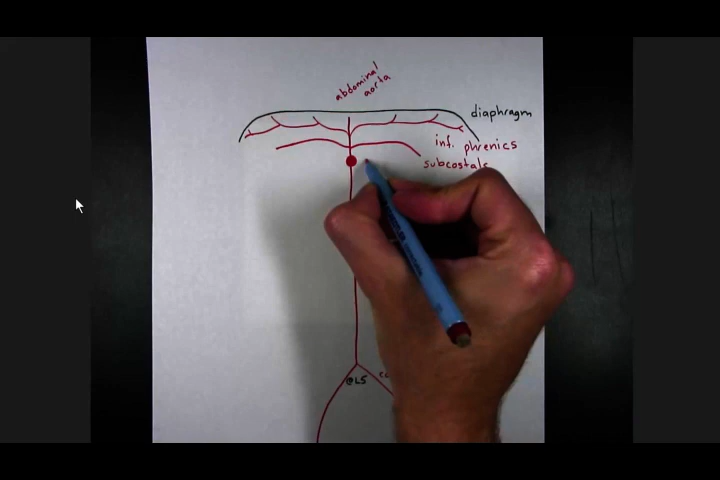 abdominal
aorta
diaphragm
inf. phrenics
subcostals
@L5